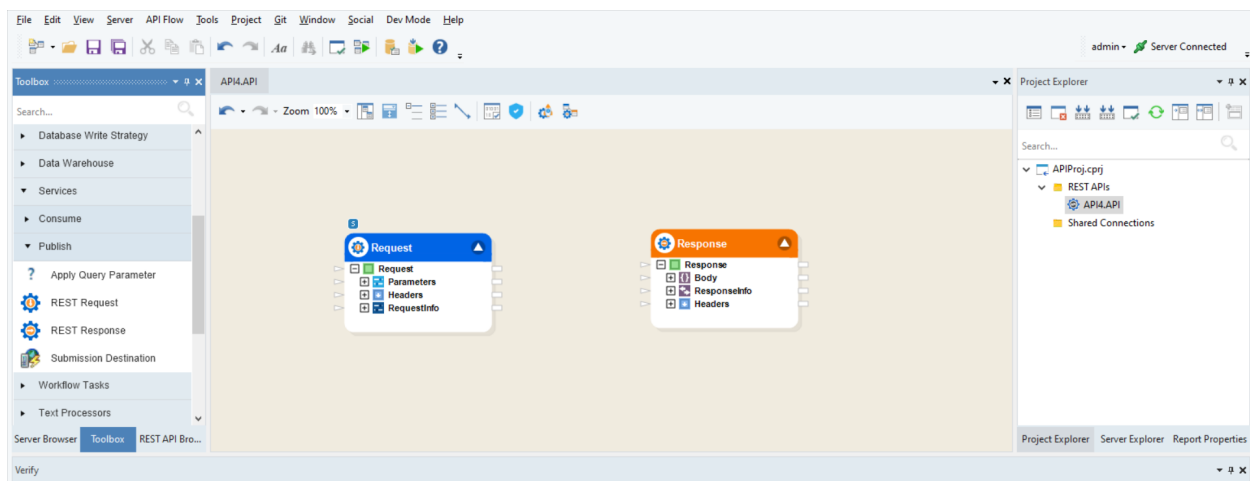 File Edit View Server API Flow Tools Project Git Window Social Dev Mode Help
Aa
admin
Server Connected
Toolbox
Search...
Database Write Strategy
Data Warehouse
Services
Consume
Publish
? Apply Query Parameter
REST Request
REST Response
Submission Destination
Workflow Tasks
Text Processors
Server Browser Toolbox REST API Bro...
API4.API
Zoom 100%
S
Request
Request
Parameters
Headers
RequestInfo
Response
Response
Body
ResponseInfo
Headers
Project Explorer
Search...
APIProj.cprj
REST APIs
API4.API
Shared Connections
Project Explorer Server Explorer Report Properties
Verify